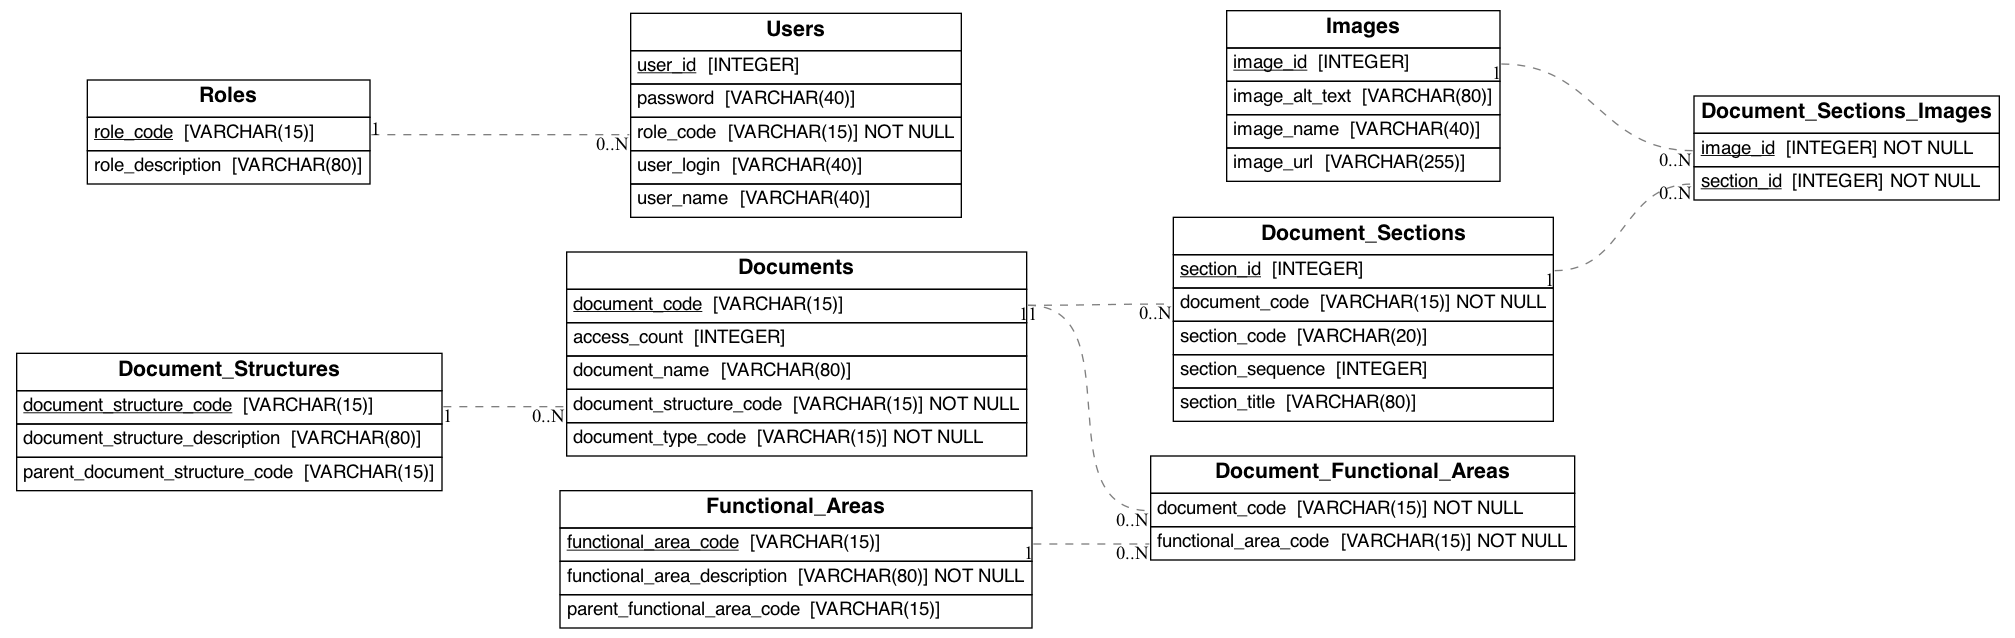 Roles
role_code [VARCHAR(15)]
role_description [VARCHAR(80)]
1
0..N
Users
user_id [INTEGER]
password [VARCHAR(40)]
role_code [VARCHAR(15)] NOT NULL
user_login [VARCHAR(40)]
user_name [VARCHAR(40)]
Images
image_id [INTEGER]
image_alt_text [VARCHAR(80)]
image_name [VARCHAR(40)]
image_url [VARCHAR(255)]
1
0..N
Document_Sections_Images
image_id [INTEGER] NOT NULL
section_id [INTEGER] NOT NULL
0..N
1
Document_Structures
document_structure_code [VARCHAR(15)]
document_structure_description [VARCHAR(80)]
parent_document_structure_code [VARCHAR(15)]
1
0..N
Documents
document_code [VARCHAR(15)]
access_count [INTEGER]
document_name [VARCHAR(80)]
document_structure_code [VARCHAR(15)] NOT NULL
document_type_code [VARCHAR(15)] NOT NULL
1
1
0..N
Document_Sections
section_id [INTEGER]
document_code [VARCHAR(15)] NOT NULL
section_code [VARCHAR(20)]
section_sequence [INTEGER]
section_title [VARCHAR(80)]
Functional_Areas
functional_area_code [VARCHAR(15)]
functional_area_description [VARCHAR(80)] NOT NULL
parent_functional_area_code [VARCHAR(15)]
1
0..N
0..N
Document_Functional_Areas
document_code [VARCHAR(15)] NOT NULL
functional_area_code [VARCHAR(15)] NOT NULL